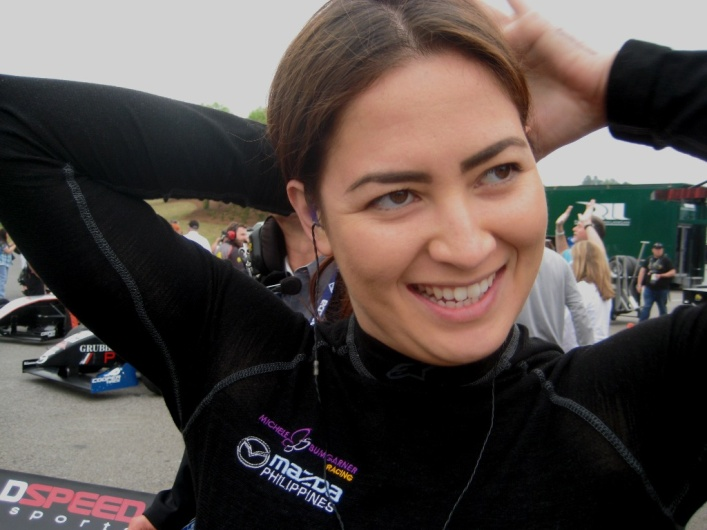 GRUBB
MICHELE
BUMGARNER
RACING
mazda
PHILIPPINES
DSPEED
sports